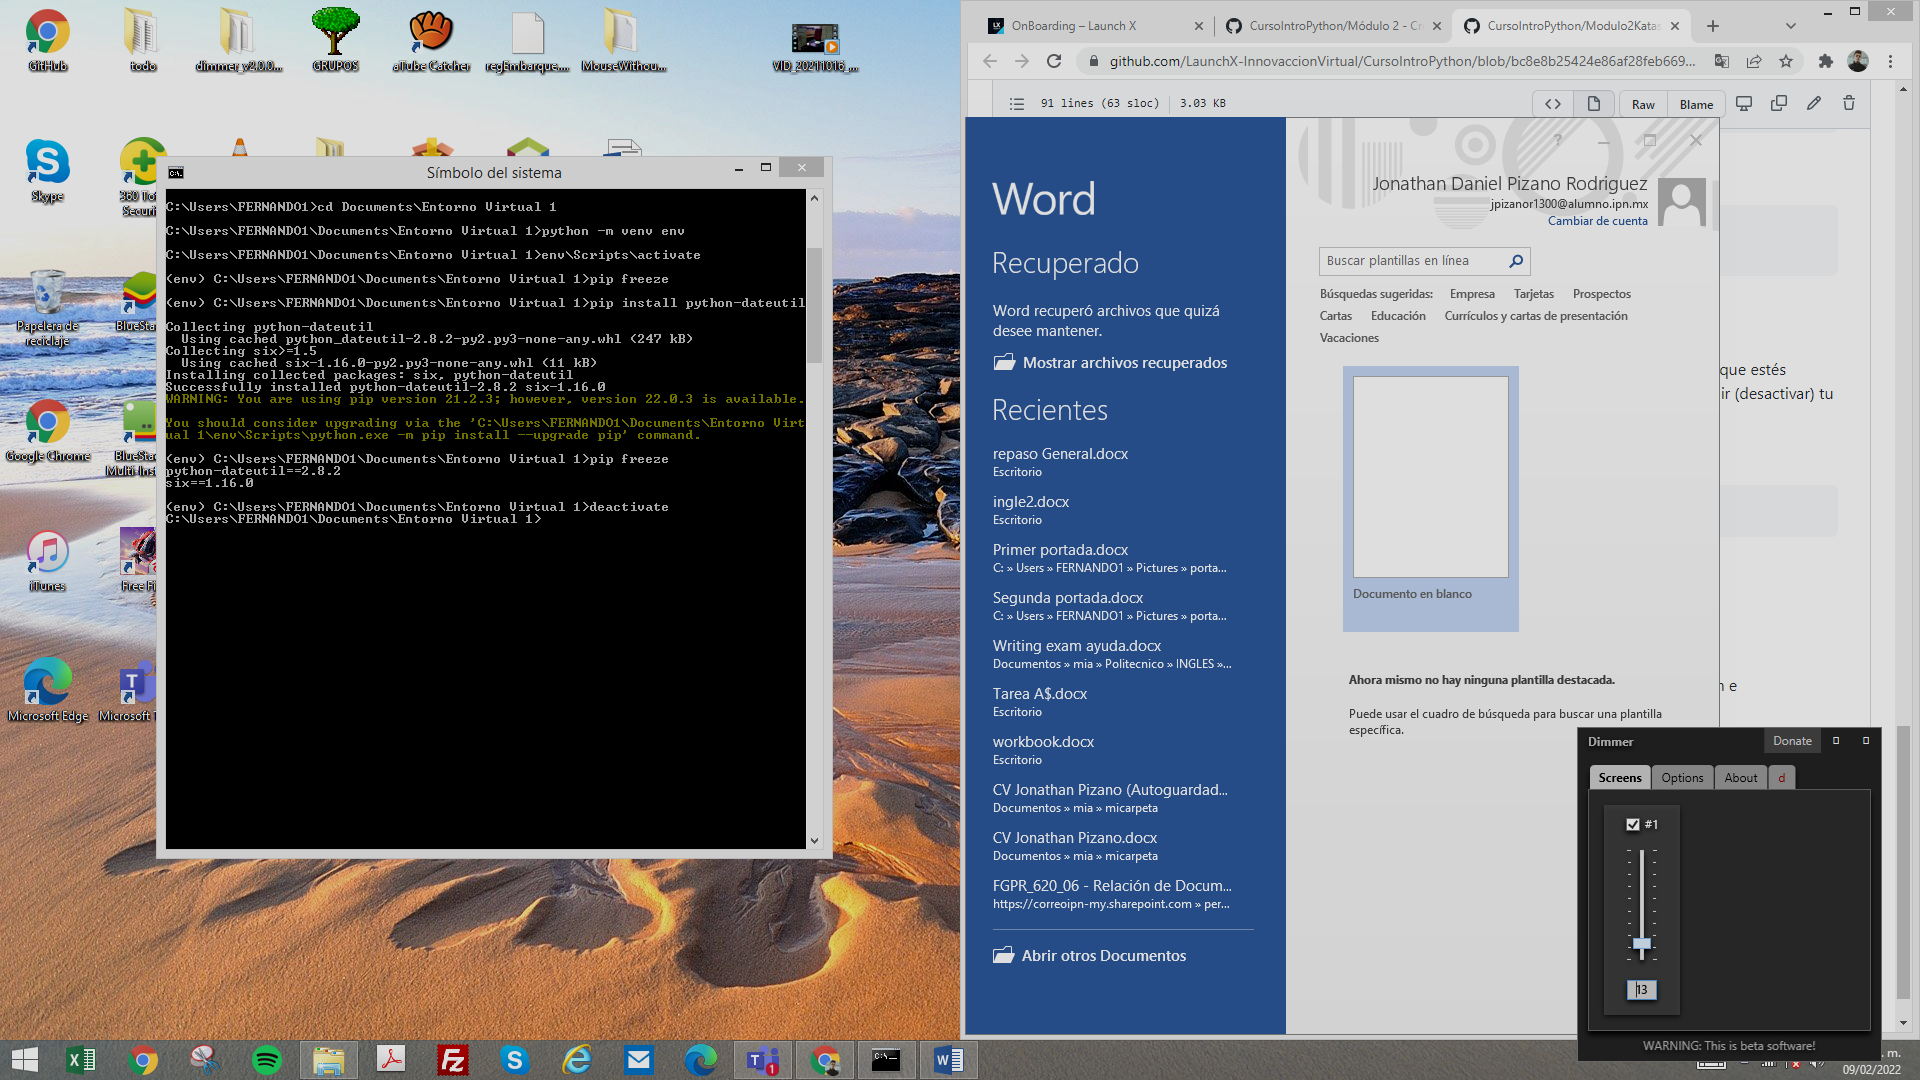 GitHub
todo
dimmer_v2.0.0...
GRUPOS
aTube Catcher
regEmbarque....
MouseWithou...
VID_20211016_...
Skype
360 To
Securi
Papelera de
reciclaje
BlueSta
Google Chrome
BlueSta
Multi-Ins
iTunes
Free Fi
Microsoft Edge
Microsoft T
Símbolo del sistema
C:\Users\FERNANDO1>cd Documents\Entorno Virtual 1
C:\Users\FERNANDO1\Documents\Entorno Virtual 1>python -m venv env
C:\Users\FERNANDO1\Documents\Entorno Virtual 1>env\Scripts\activate
(env) C:\Users\FERNANDO1\Documents\Entorno Virtual 1>pip freeze
(env) C:\Users\FERNANDO1\Documents\Entorno Virtual 1>pip install python-dateutil
Collecting python-dateutil
Using cached python_dateutil-2.8.2-py2.py3-none-any.whl (247 kB)
Collecting six>=1.5
Using cached six-1.16.0-py2.py3-none-any.whl (11 kB)
Installing collected packages: six, python-dateutil
Successfully installed python-dateutil-2.8.2 six-1.16.0
WARNING: You are using pip version 21.2.3; however, version 22.0.3 is available.
You should consider upgrading via the 'C:\Users\FERNANDO1\Documents\Entorno Virt
ual 1\env\Scripts\python.exe -m pip install --upgrade pip' command.
(env) C:\Users\FERNANDO1\Documents\Entorno Virtual 1>pip freeze
python-dateutil==2.8.2
six==1.16.0
(env) C:\Users\FERNANDO1\Documents\Entorno Virtual 1>deactivate
C:\Users\FERNANDO1\Documents\Entorno Virtual 1>
OnBoarding – Launch X
CursoIntroPython/Módulo 2 - Cr
CursoIntroPython/Modulo2Katas
github.com/LaunchX-InnovaccionVirtual/CursoIntroPython/blob/bc8e8b25424e86af28feb669...
91 lines (63 sloc)
3.03 KB
Raw
Blame
que estés
ir (desactivar) tu
n e
Word
Recuperado
Word recuperó archivos que quizá
desee mantener.
Mostrar archivos recuperados
Recientes
repaso General.docx
Escritorio
ingle2.docx
Escritorio
Primer portada.docx
C: » Users » FERNANDO1 » Pictures » porta...
Segunda portada.docx
C: » Users » FERNANDO1 » Pictures » porta...
Writing exam ayuda.docx
Documentos » mia » Politecnico » INGLES »...
Tarea A$.docx
Escritorio
workbook.docx
Escritorio
CV Jonathan Pizano (Autoguardad...
Documentos » mia » micarpeta
CV Jonathan Pizano.docx
Documentos » mia » micarpeta
FGPR_620_06 - Relación de Docum...
https://correoipn-my.sharepoint.com » per...
Abrir otros Documentos
Jonathan Daniel Pizano Rodriguez
jpizanor1300@alumno.ipn.mx
Cambiar de cuenta
Buscar plantillas en línea
Búsquedas sugeridas:
Empresa
Tarjetas
Prospectos
Cartas
Educación
Currículos y cartas de presentación
Vacaciones
Documento en blanco
Ahora mismo no hay ninguna plantilla destacada.
Puede usar el cuadro de búsqueda para buscar una plantilla
específica.
Dimmer
Donate
Screens
Options
About
d
#1
13
WARNING: This is beta software!
. m.
09/02/2022